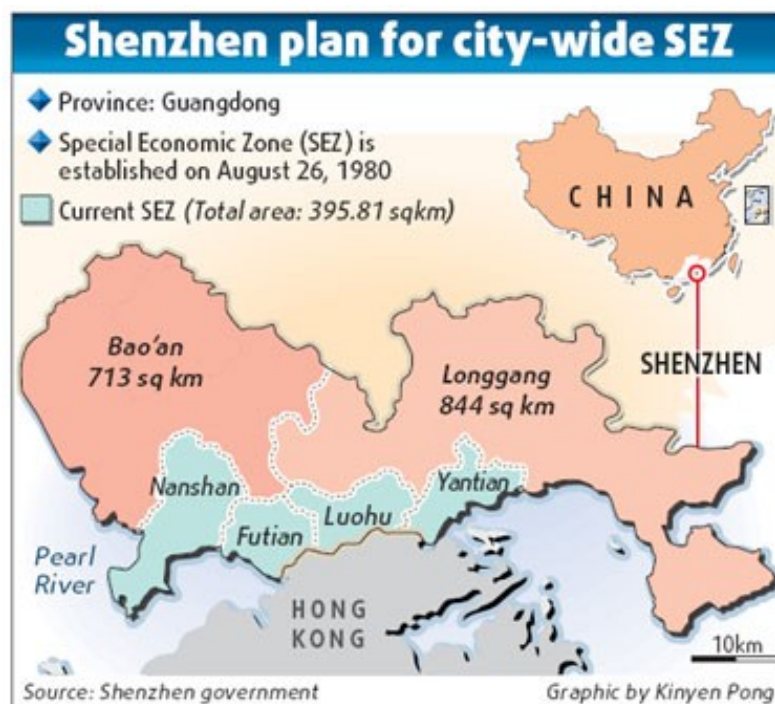 Shenzhen plan for city-wide SEZ
Province: Guangdong
Special Economic Zone (SEZ) is
established on August 26, 1980
Current SEZ (Total area: 395.81 sqkm)
CHINA
SHENZHEN
Bao'an
713 sq km
Longgang
844 sq km
Nanshan
Futian
Luohu
Yantian
Pearl
River
HONG
KONG
10km
Source: Shenzhen government
Graphic by Kinyen Pong